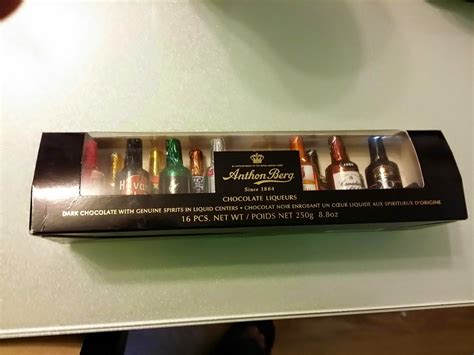 Anthon Berg
Since 1884
CHOCOLATE LIQUEURS
DARK CHOCOLATE WITH GENUINE SPIRITS IN LIQUID CENTERS • CHOCOLAT NOIR ENROBANT UN CŒUR LIQUIDE AUX SPIRITUEUX D'ORIGINE
16 PCS. NET WT / POIDS NET 250g 8.8oz